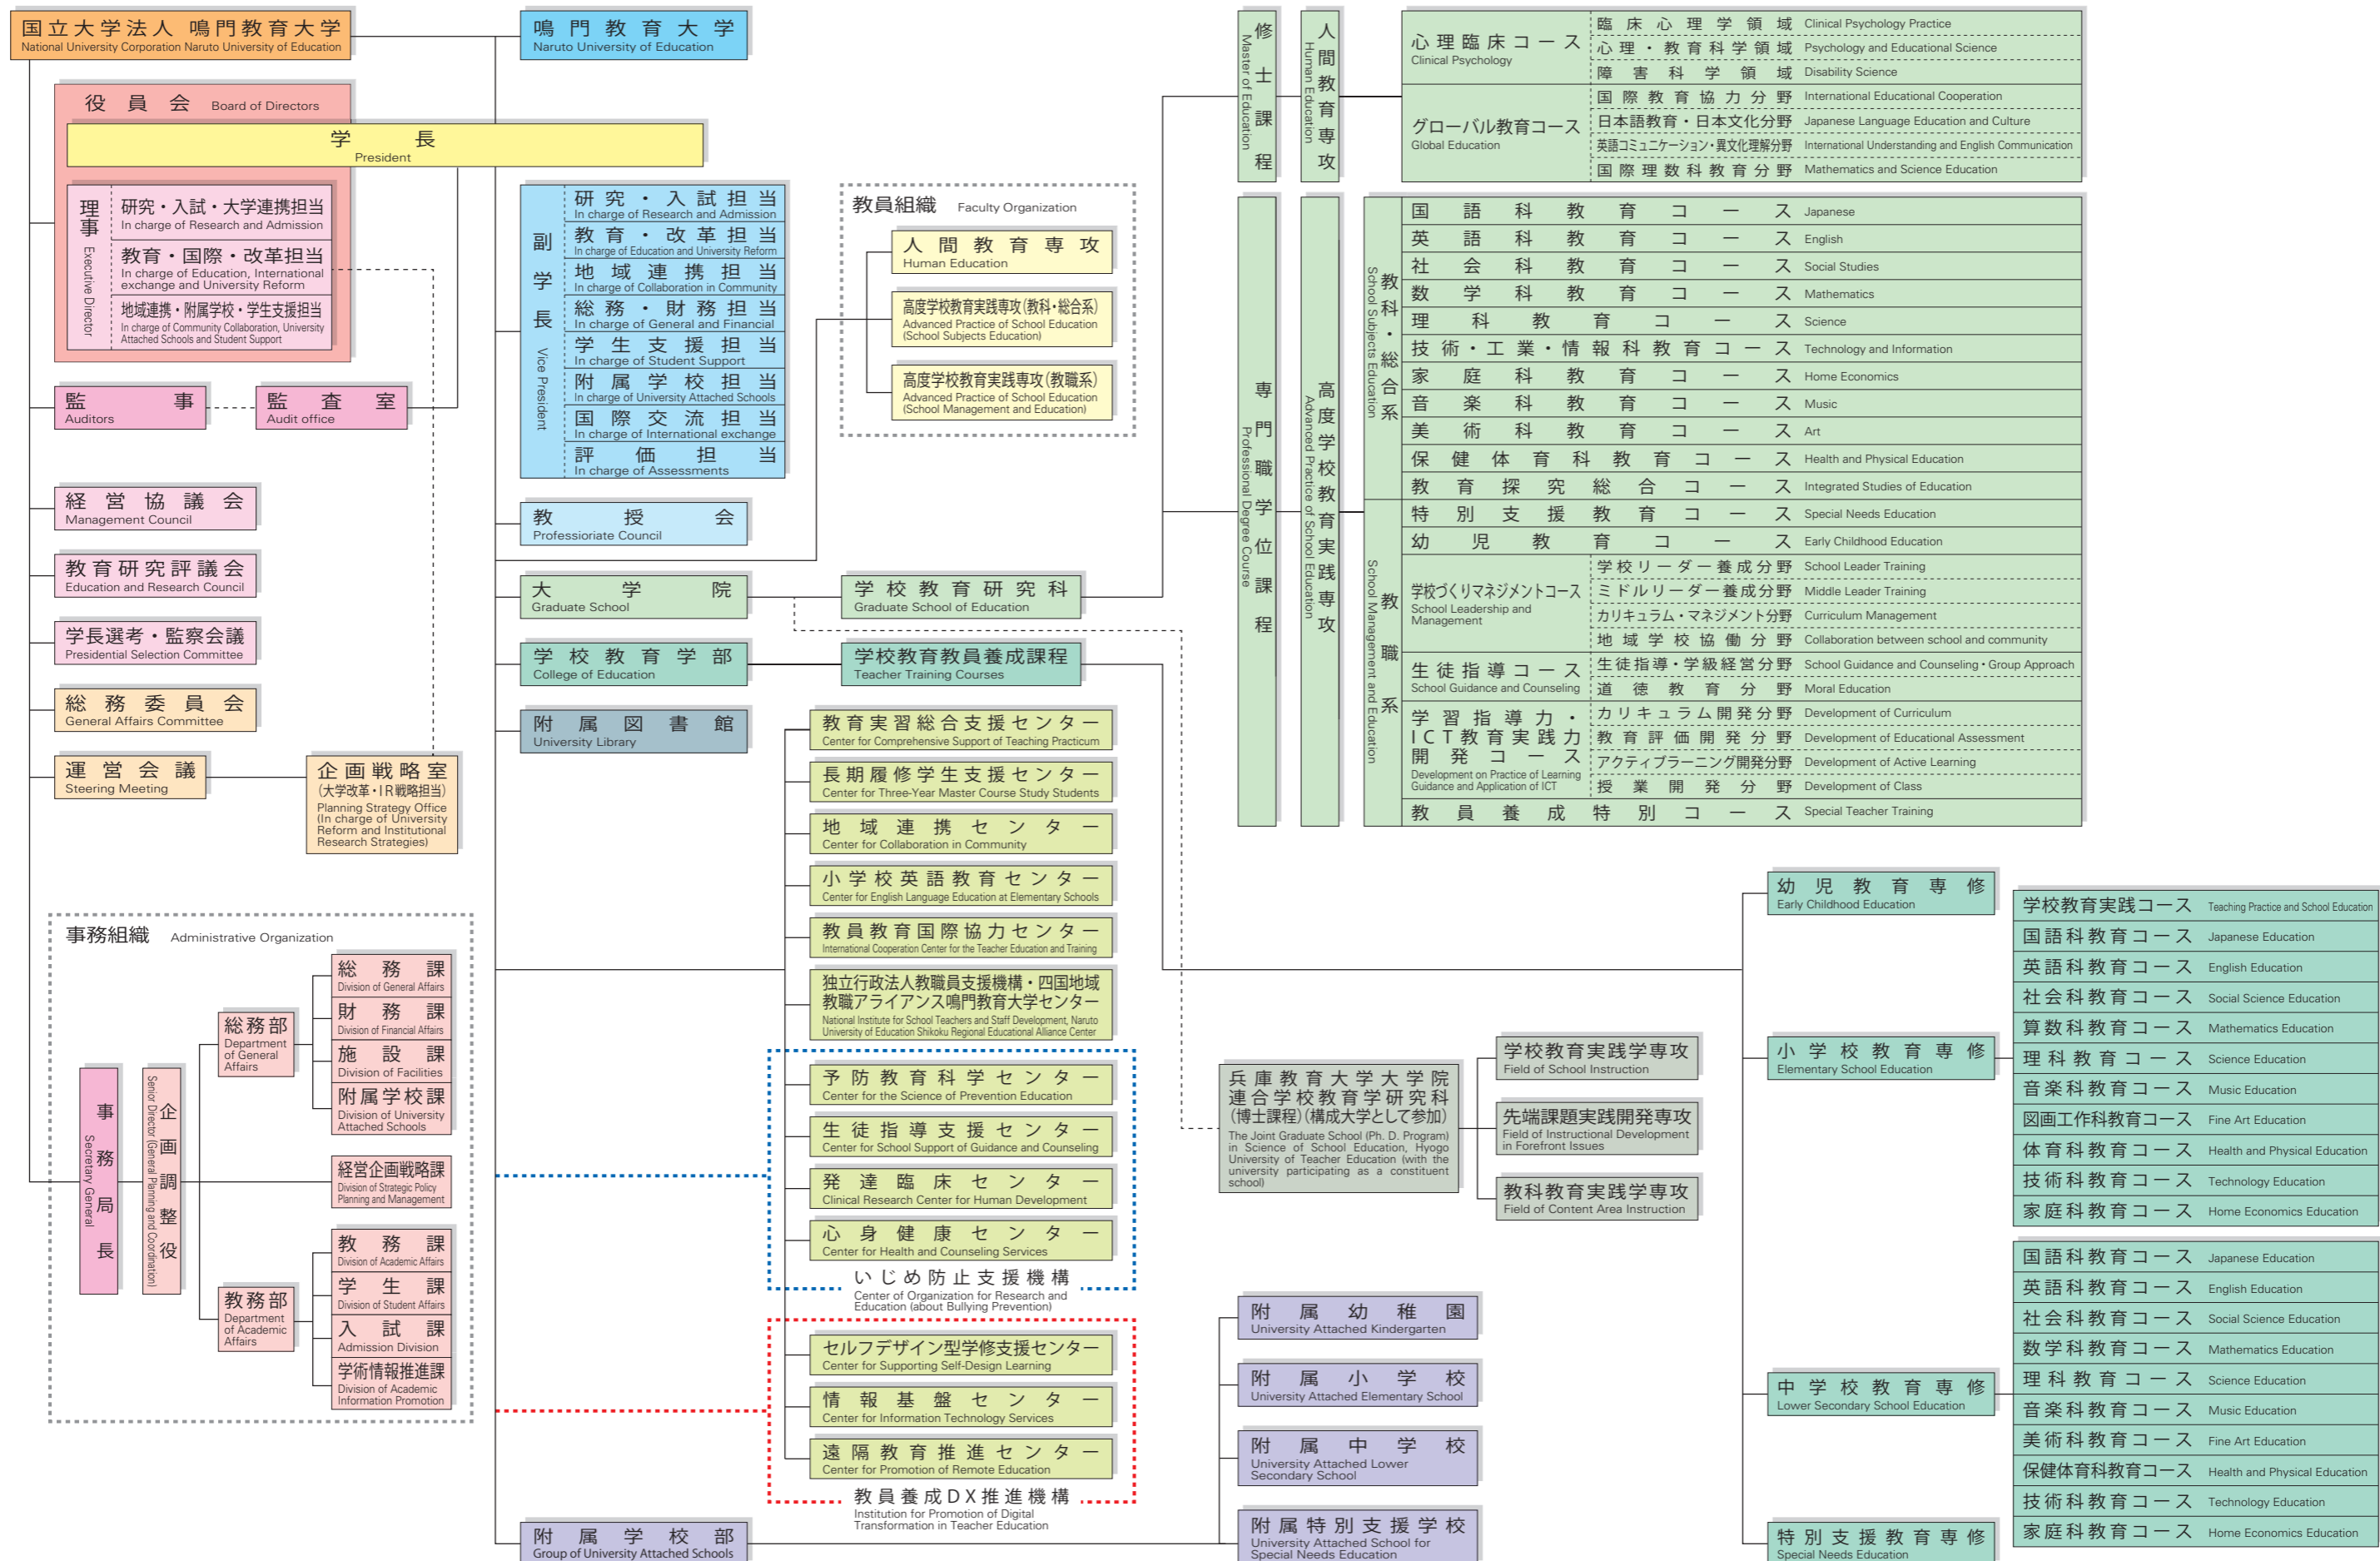 国立大学法人 鳴門教育大学
National University Corporation Naruto University of Education
鳴門教育大学
Naruto University of Education
役員会 Board of Directors
学長
President
理事 Executive Director
研究・入試・大学連携担当
In charge of Research and Admission
教育・国際・改革担当
In charge of Education, International
exchange and University Reform
地域連携・附属学校・学生支援担当
In charge of Community Collaboration, University
Attached Schools and Student Support
監事
Auditors
監査室
Audit office
経営協議会
Management Council
教育研究評議会
Education and Research Council
学長選考・監察会議
Presidential Selection Committee
総務委員会
General Affairs Committee
運営会議
Steering Meeting
企画戦略室
(大学改革・IR戦略担当)
Planning Strategy Office
(In charge of University
Reform and Institutional
Research Strategies)
事務組織 Administrative Organization
事務局長 Secretary General
企画調整役 Senior Director (General Planning and Coordination)
総務部
Department
of General
Affairs
総務課
Division of General Affairs
財務課
Division of Financial Affairs
施設課
Division of Facilities
附属学校課
Division of University
Attached Schools
経営企画戦略課
Division of Strategic Policy
Planning and Management
教務部
Department
of Academic
Affairs
教務課
Division of Academic Affairs
学生課
Division of Student Affairs
入試課
Admission Division
学術情報推進課
Division of Academic
Information Promotion
副学長 Vice President
研究・入試担当
In charge of Research and Admission
教育・改革担当
In charge of Education and University Reform
地域連携担当
In charge of Collaboration in Community
総務・財務担当
In charge of General and Financial
学生支援担当
In charge of Student Support
附属学校担当
In charge of University Attached Schools
国際交流担当
In charge of International exchange
評価担当
In charge of Assessments
教授会
Professioriate Council
教員組織 Faculty Organization
人間教育専攻
Human Education
高度学校教育実践専攻(教科・総合系)
Advanced Practice of School Education
(School Subjects Education)
高度学校教育実践専攻(教職系)
Advanced Practice of School Education
(School Management and Education)
大学院
Graduate School
学校教育研究科
Graduate School of Education
学校教育学部
College of Education
学校教育教員養成課程
Teacher Training Courses
附属図書館
University Library
教育実習総合支援センター
Center for Comprehensive Support of Teaching Practicum
長期履修学生支援センター
Center for Three-Year Master Course Study Students
地域連携センター
Center for Collaboration in Community
小学校英語教育センター
Center for English Language Education at Elementary Schools
教員教育国際協力センター
International Cooperation Center for the Teacher Education and Training
独立行政法人教職員支援機構・四国地域
教職アライアンス鳴門教育大学センター
National Institute for School Teachers and Staff Development, Naruto
University of Education Shikoku Regional Educational Alliance Center
予防教育科学センター
Center for the Science of Prevention Education
生徒指導支援センター
Center for School Support of Guidance and Counseling
発達臨床センター
Clinical Research Center for Human Development
心身健康センター
Center for Health and Counseling Services
いじめ防止支援機構
Center of Organization for Research and
Education (about Bullying Prevention)
セルフデザイン型学修支援センター
Center for Supporting Self-Design Learning
情報基盤センター
Center for Information Technology Services
遠隔教育推進センター
Center for Promotion of Remote Education
教員養成DX推進機構
Institution for Promotion of Digital
Transformation in Teacher Education
附属学校部
Group of University Attached Schools
附属幼稚園
University Attached Kindergarten
附属小学校
University Attached Elementary School
附属中学校
University Attached Lower
Secondary School
附属特別支援学校
University Attached School for
Special Needs Education
修士課程 Master of Education
人間教育専攻 Human Education
心理臨床コース
Clinical Psychology
臨床心理学領域 Clinical Psychology Practice
心理・教育科学領域 Psychology and Educational Science
障害科学領域 Disability Science
グローバル教育コース
Global Education
国際教育協力分野 International Educational Cooperation
日本語教育・日本文化分野 Japanese Language Education and Culture
英語コミュニケーション・異文化理解分野 International Understanding and English Communication
国際理数科教育分野 Mathematics and Science Education
専門職学位課程 Professional Degree Course
高度学校教育実践専攻 Advanced Practice of School Education
教科・総合系 School Subjects Education
国語科教育コース Japanese
英語科教育コース English
社会科教育コース Social Studies
数学科教育コース Mathematics
理科教育コース Science
技術・工業・情報科教育コース Technology and Information
家庭科教育コース Home Economics
音楽科教育コース Music
美術科教育コース Art
保健体育科教育コース Health and Physical Education
教育探究総合コース Integrated Studies of Education
教職系 School Management and Education
特別支援教育コース Special Needs Education
幼児教育コース Early Childhood Education
学校づくりマネジメントコース
School Leadership and
Management
学校リーダー養成分野 School Leader Training
ミドルリーダー養成分野 Middle Leader Training
カリキュラム・マネジメント分野 Curriculum Management
地域学校協働分野 Collaboration between school and community
生徒指導コース
School Guidance and Counseling
生徒指導・学級経営分野 School Guidance and Counseling・Group Approach
道徳教育分野 Moral Education
学習指導力・
ICT教育実践力
開発コース
Development on Practice of Learning
Guidance and Application of ICT
カリキュラム開発分野 Development of Curriculum
教育評価開発分野 Development of Educational Assessment
アクティブラーニング開発分野 Development of Active Learning
授業開発分野 Development of Class
教員養成特別コース Special Teacher Training
兵庫教育大学大学院
連合学校教育学研究科
(博士課程)(構成大学として参加)
The Joint Graduate School (Ph. D. Program)
in Science of School Education, Hyogo
University of Teacher Education (with the
university participating as a constituent
school)
学校教育実践学専攻
Field of School Instruction
先端課題実践開発専攻
Field of Instructional Development
in Forefront Issues
教科教育実践学専攻
Field of Content Area Instruction
幼児教育専修
Early Childhood Education
小学校教育専修
Elementary School Education
学校教育実践コース Teaching Practice and School Education
国語科教育コース Japanese Education
英語科教育コース English Education
社会科教育コース Social Science Education
算数科教育コース Mathematics Education
理科教育コース Science Education
音楽科教育コース Music Education
図画工作科教育コース Fine Art Education
体育科教育コース Health and Physical Education
技術科教育コース Technology Education
家庭科教育コース Home Economics Education
中学校教育専修
Lower Secondary School Education
国語科教育コース Japanese Education
英語科教育コース English Education
社会科教育コース Social Science Education
数学科教育コース Mathematics Education
理科教育コース Science Education
音楽科教育コース Music Education
美術科教育コース Fine Art Education
保健体育科教育コース Health and Physical Education
技術科教育コース Technology Education
家庭科教育コース Home Economics Education
特別支援教育専修
Special Needs Education